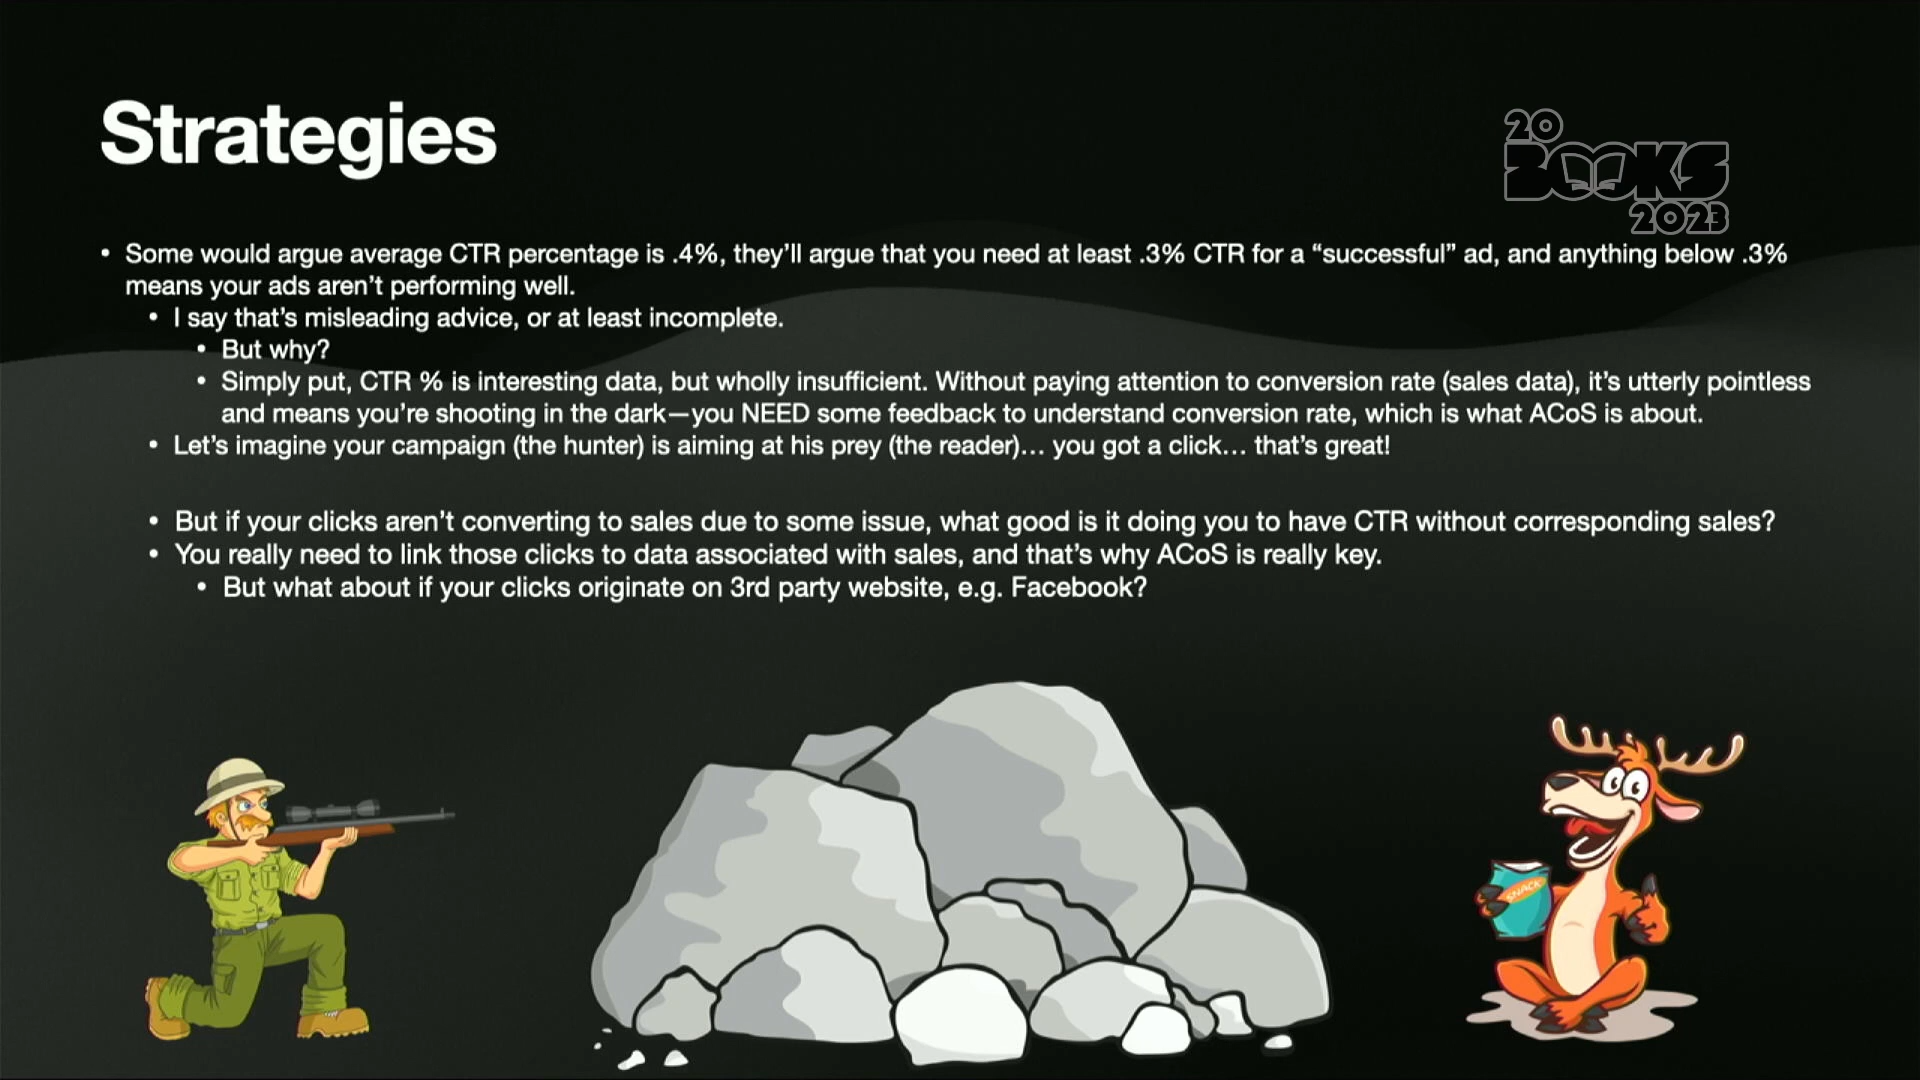 Strategies
20
BOOKS
2023
• Some would argue average CTR percentage is .4%, they’ll argue that you need at least .3% CTR for a “successful” ad, and anything below .3%
means your ads aren’t performing well.
• I say that’s misleading advice, or at least incomplete.
• But why?
• Simply put, CTR % is interesting data, but wholly insufficient. Without paying attention to conversion rate (sales data), it’s utterly pointless
and means you’re shooting in the dark—you NEED some feedback to understand conversion rate, which is what ACoS is about.
• Let’s imagine your campaign (the hunter) is aiming at his prey (the reader)… you got a click… that’s great!
• But if your clicks aren’t converting to sales due to some issue, what good is it doing you to have CTR without corresponding sales?
• You really need to link those clicks to data associated with sales, and that’s why ACoS is really key.
• But what about if your clicks originate on 3rd party website, e.g. Facebook?
SNACK